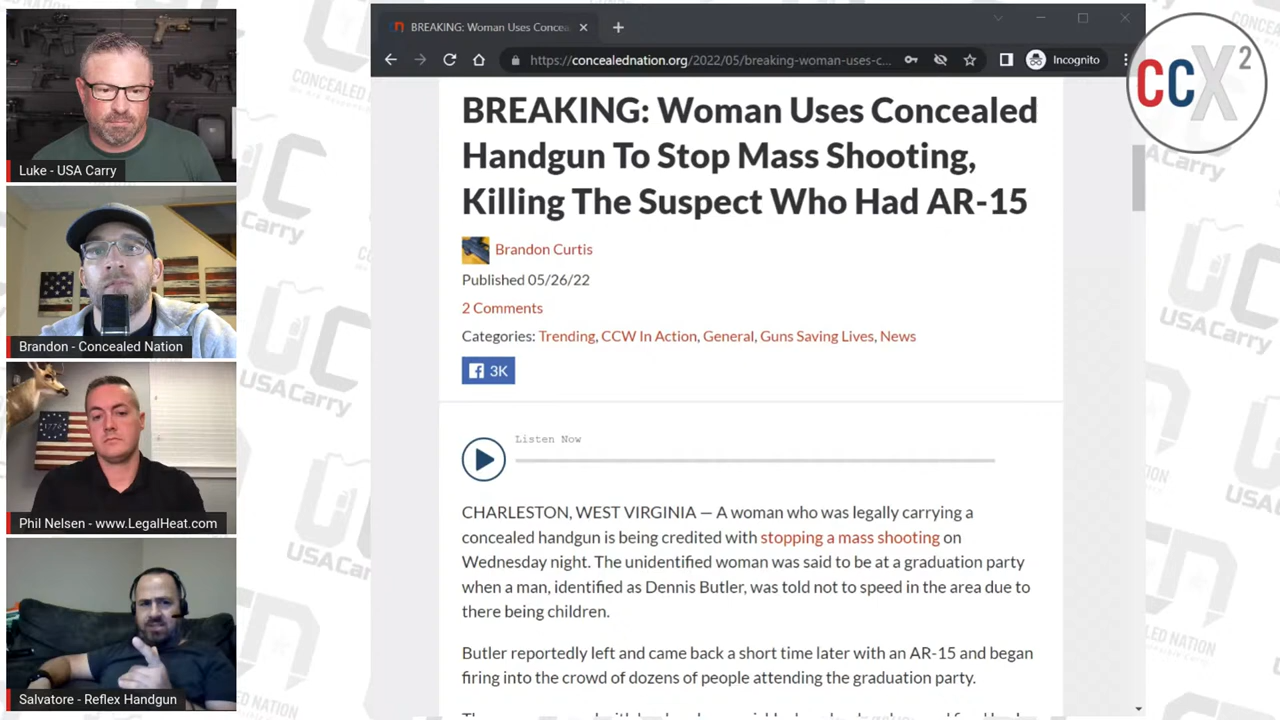 BREAKING: Woman Uses Concea
https://concealednation.org/2022/05/breaking-woman-uses-c...
Incognito
CCX2
BREAKING: Woman Uses Concealed
Handgun To Stop Mass Shooting,
Killing The Suspect Who Had AR-15
Brandon Curtis
Published 05/26/22
2 Comments
Categories: Trending, CCW In Action, General, Guns Saving Lives, News
3K
Listen Now
CHARLESTON, WEST VIRGINIA — A woman who was legally carrying a
concealed handgun is being credited with stopping a mass shooting on
Wednesday night. The unidentified woman was said to be at a graduation party
when a man, identified as Dennis Butler, was told not to speed in the area due to
there being children.
Butler reportedly left and came back a short time later with an AR-15 and began
firing into the crowd of dozens of people attending the graduation party.
Luke - USA Carry
Brandon - Concealed Nation
1776
Phil Nelsen - www.LegalHeat.com
Salvatore - Reflex Handgun
USACarry
USACarry